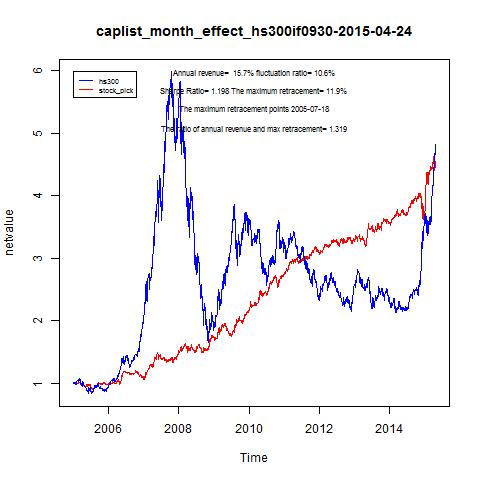 caplist_month_effect_hs300if0930-2015-04-24
Annual revenue= 15.7% fluctuation ratio= 10.6%
hs300
stock_pick
Sharpe Ratio= 1.198 The maximum retracement= 11.9%
The maximum retracement points 2005-07-18
The ratio of annual revenue and max retracement= 1.319
6
5
4
3
2
1
netvalue
2006 2008 2010 2012 2014
Time